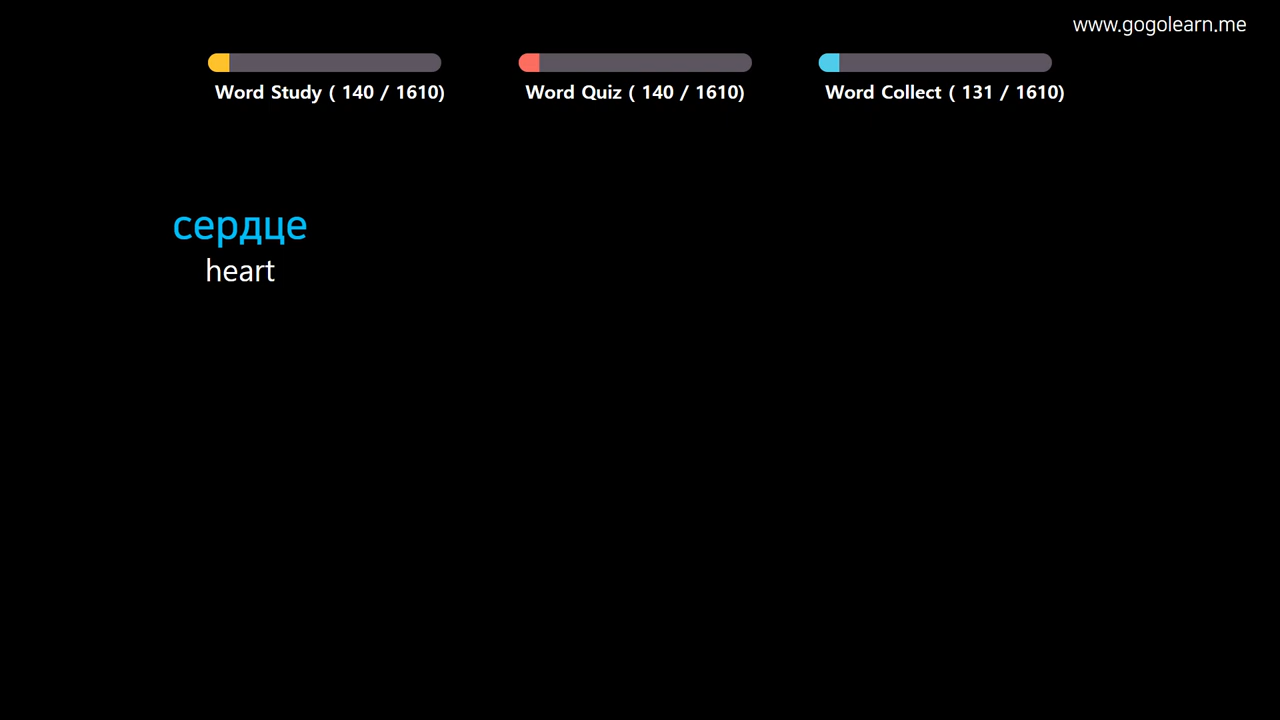 www.gogolearn.me
Word Study ( 140 / 1610)
Word Quiz ( 140 / 1610)
Word Collect ( 131 / 1610)
сердце
heart